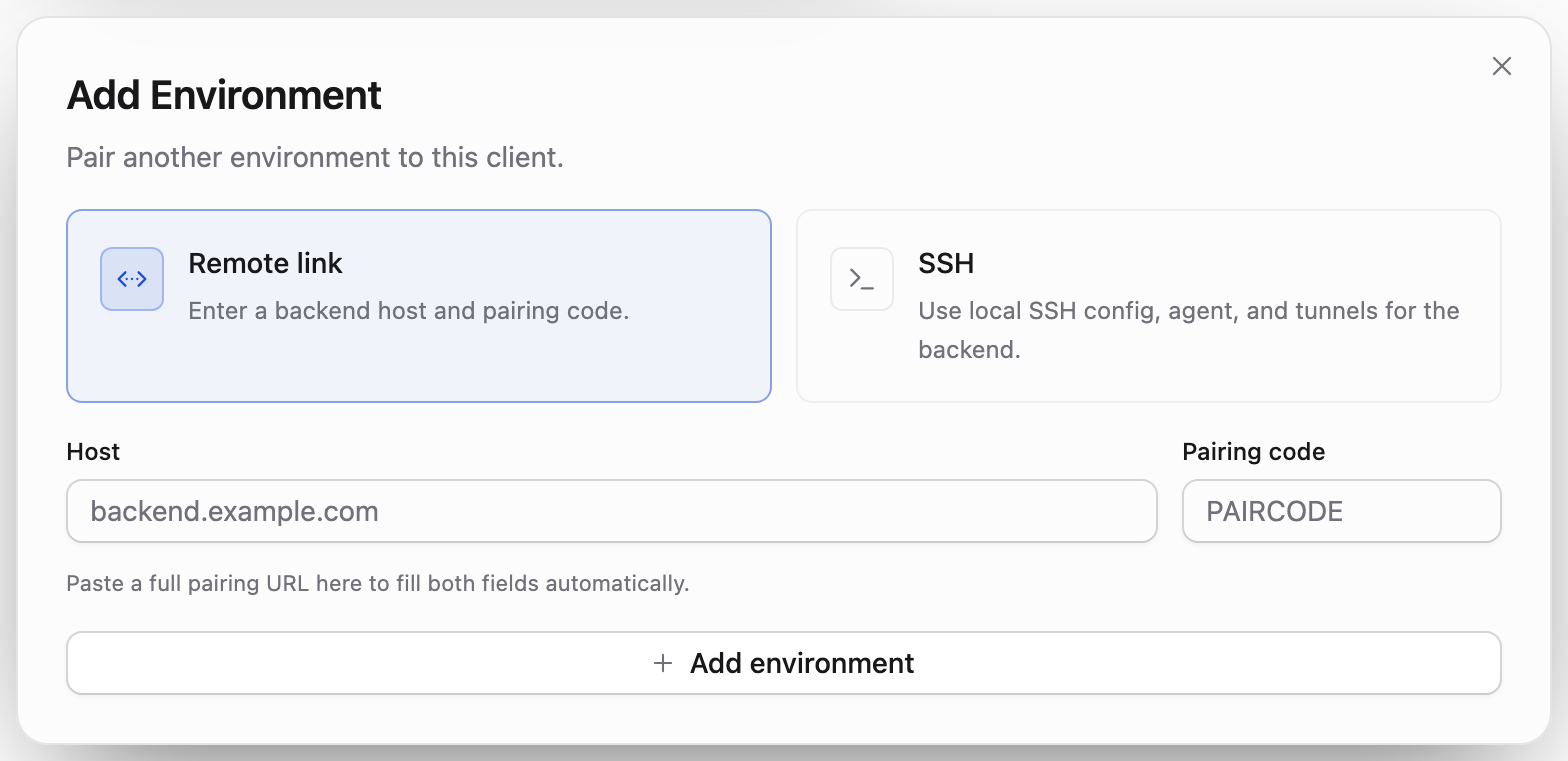 Add Environment
Pair another environment to this client.
Remote link
Enter a backend host and pairing code.
SSH
Use local SSH config, agent, and tunnels for the
backend.
Host
backend.example.com
Pairing code
PAIRCODE
Paste a full pairing URL here to fill both fields automatically.
Add environment